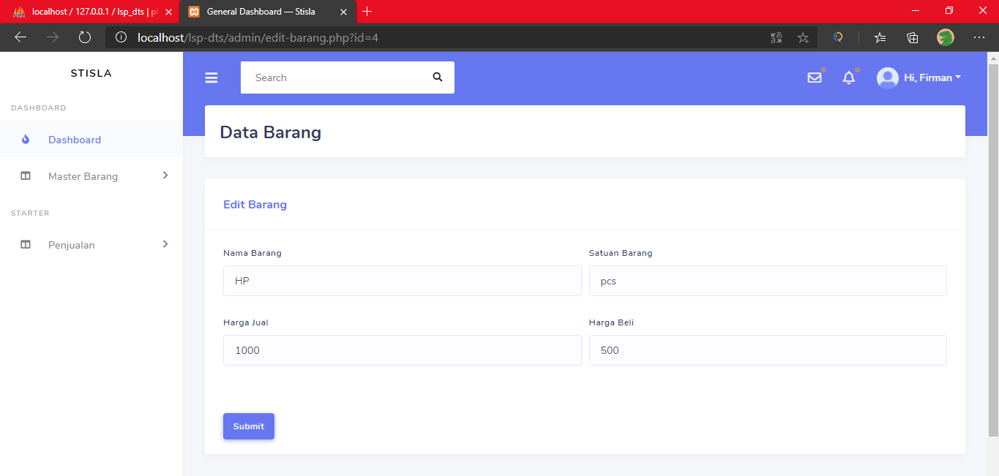 localhost / 127.0.0.1 / lsp_dts | p
General Dashboard — Stisla
localhost/lsp-dts/admin/edit-barang.php?id=4
STISLA
Search
Hi, Firman
DASHBOARD
Dashboard
Master Barang
STARTER
Penjualan
Data Barang
Edit Barang
Nama Barang
Satuan Barang
HP
pcs
Harga Jual
Harga Beli
1000
500
Submit